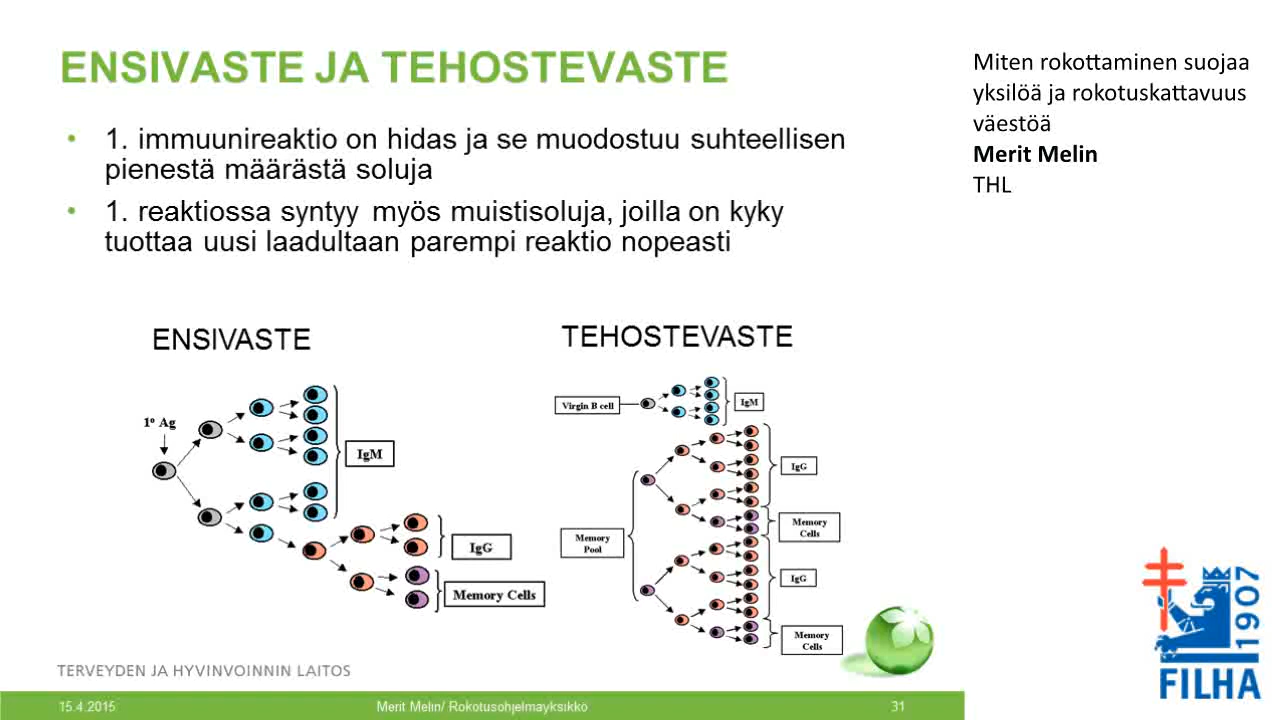 ENSIVASTE JA TEHOSTEVASTE
• 1. immuunireaktio on hidas ja se muodostuu suhteellisen
pienestä määrästä soluja
• 1. reaktiossa syntyy myös muistisoluja, joilla on kyky
tuottaa uusi laadultaan parempi reaktio nopeasti
ENSIVASTE
1º Ag
IgM
IgG
Memory Cells
TEHOSTEVASTE
Virgin B cell
IgM
IgG
Memory
Cells
Memory
Pool
IgG
Memory
Cells
TERVEYDEN JA HYVINVOINNIN LAITOS
15.4.2015
Merit Melin/ Rokotusohjelmayksikkö
31
Miten rokottaminen suojaa
yksilöä ja rokotuskattavuus
väestöä
Merit Melin
THL
1907
FILHA